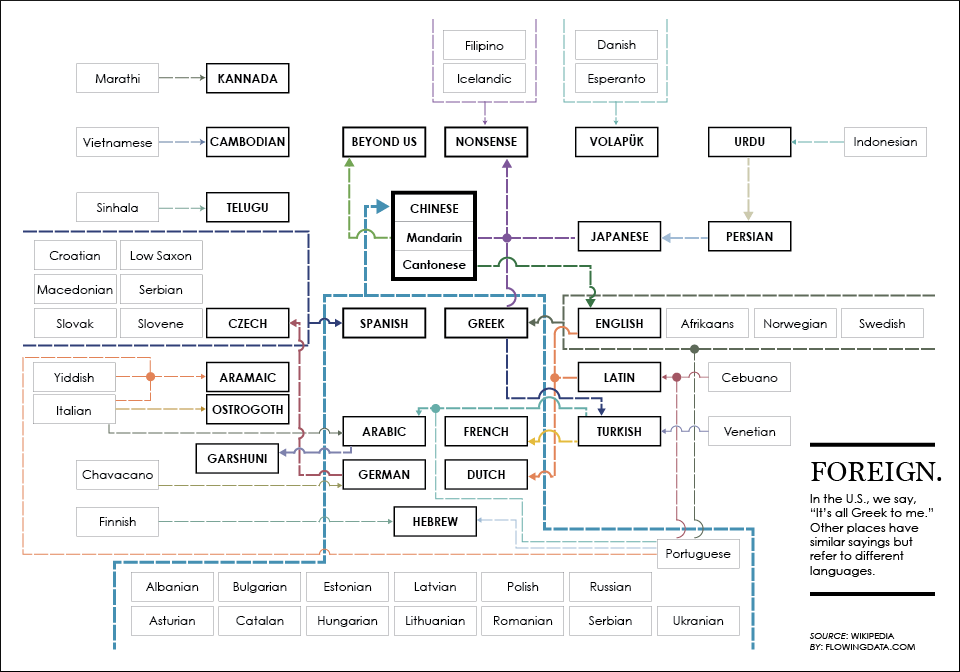 Filipino
Danish
Marathi
KANNADA
Icelandic
Esperanto
Vietnamese
CAMBODIAN
BEYOND US
NONSENSE
VOLAPÜK
URDU
Indonesian
Sinhala
TELUGU
CHINESE
Mandarin
Cantonese
JAPANESE
PERSIAN
Croatian
Low Saxon
Macedonian
Serbian
Slovak
Slovene
CZECH
SPANISH
GREEK
ENGLISH
Afrikaans
Norwegian
Swedish
Yiddish
ARAMAIC
LATIN
Cebuano
Italian
OSTROGOTH
ARABIC
FRENCH
TURKISH
Venetian
GARSHUNI
Chavacano
GERMAN
DUTCH
Finnish
HEBREW
Portuguese
Albanian
Bulgarian
Estonian
Latvian
Polish
Russian
Asturian
Catalan
Hungarian
Lithuanian
Romanian
Serbian
Ukranian
FOREIGN.
In the U.S., we say,
“It’s all Greek to me.”
Other places have
similar sayings but
refer to different
languages.
SOURCE: WIKIPEDIA
BY: FLOWINGDATA.COM